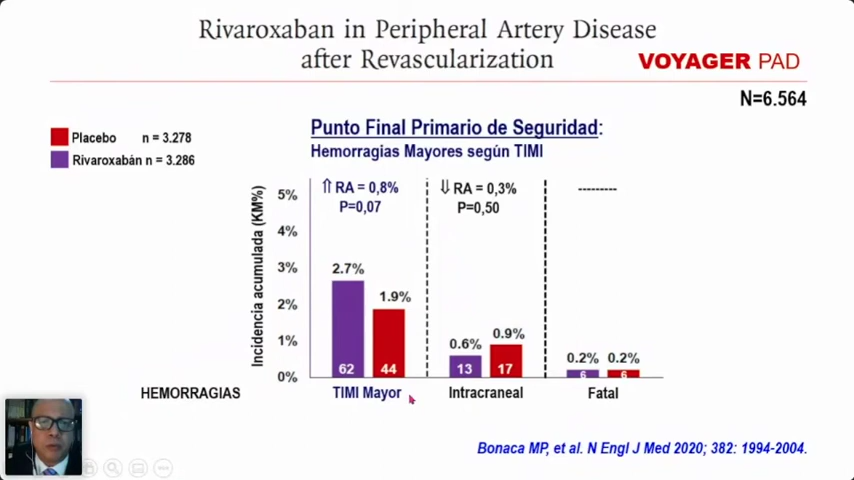 Rivaroxaban in Peripheral Artery Disease
after Revascularization
VOYAGER PAD
N=6.564
Placebo n = 3.278
Rivaroxabán n = 3.286
Punto Final Primario de Seguridad:
Hemorragias Mayores según TIMI
Incidencia acumulada (KM%)
5%
4%
3%
2%
1%
0%
⇑ RA = 0,8%
P=0,07
⇓ RA = 0,3%
P=0,50
---------
2.7%
1.9%
0.6%
0.9%
0.2%
0.2%
62
44
13
17
6
6
HEMORRAGIAS
TIMI Mayor
Intracraneal
Fatal
Bonaca MP, et al. N Engl J Med 2020; 382: 1994-2004.